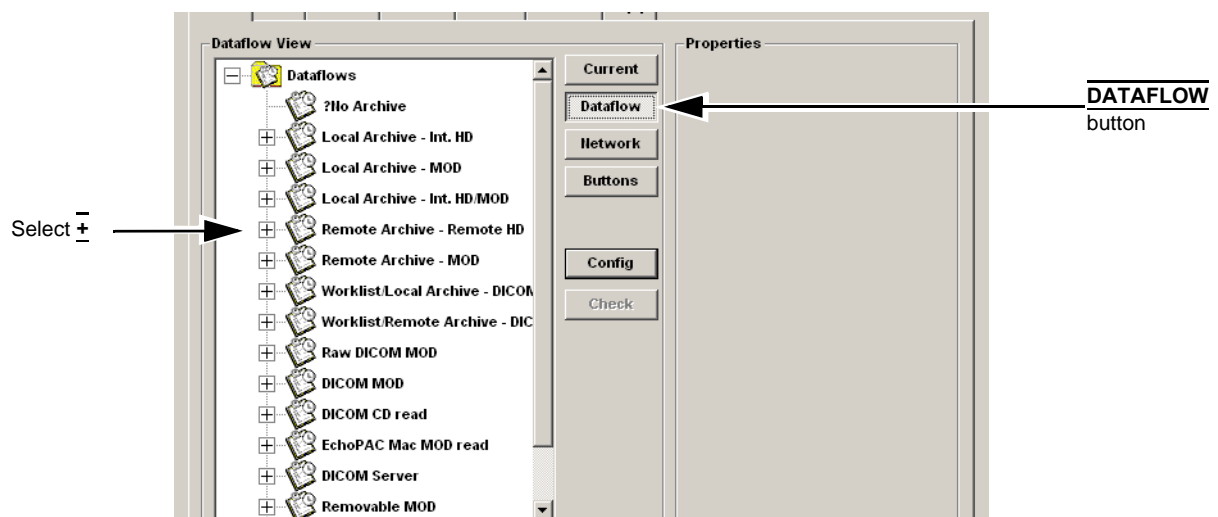 Dataflow View
Dataflows
?No Archive
Local Archive - Int. HD
Local Archive - MOD
Local Archive - Int. HD/MOD
Remote Archive - Remote HD
Remote Archive - MOD
Worklist/Local Archive - DICOM
Worklist/Remote Archive - DIC
Raw DICOM MOD
DICOM MOD
DICOM CD read
EchoPAC Mac MOD read
DICOM Server
Removable MOD
Current
Dataflow
Network
Buttons
Config
Check
Properties
Select +
DATAFLOW
button